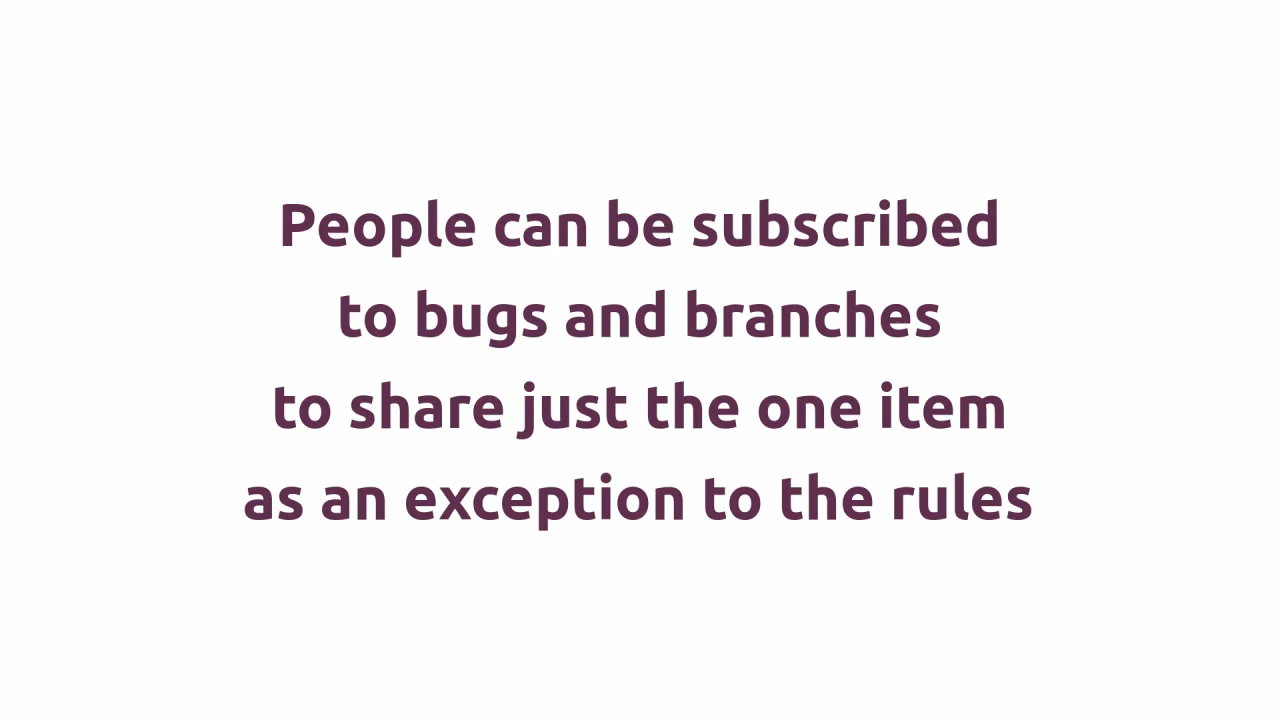 People can be subscribed
to bugs and branches
to share just the one item
as an exception to the rules